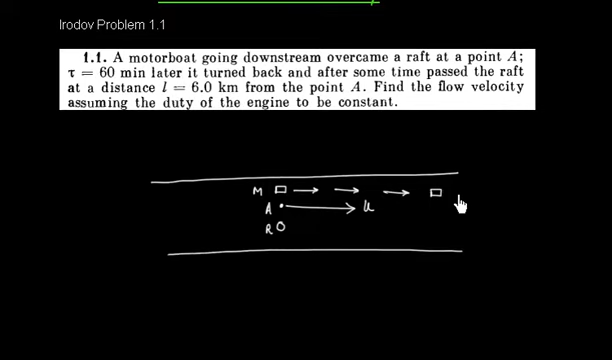 Irodov Problem 1.1
1.1. A motorboat going downstream overcame a raft at a point A;
τ = 60 min later it turned back and after some time passed the raft
at a distance l = 6.0 km from the point A. Find the flow velocity
assuming the duty of the engine to be constant.
M
A u
R